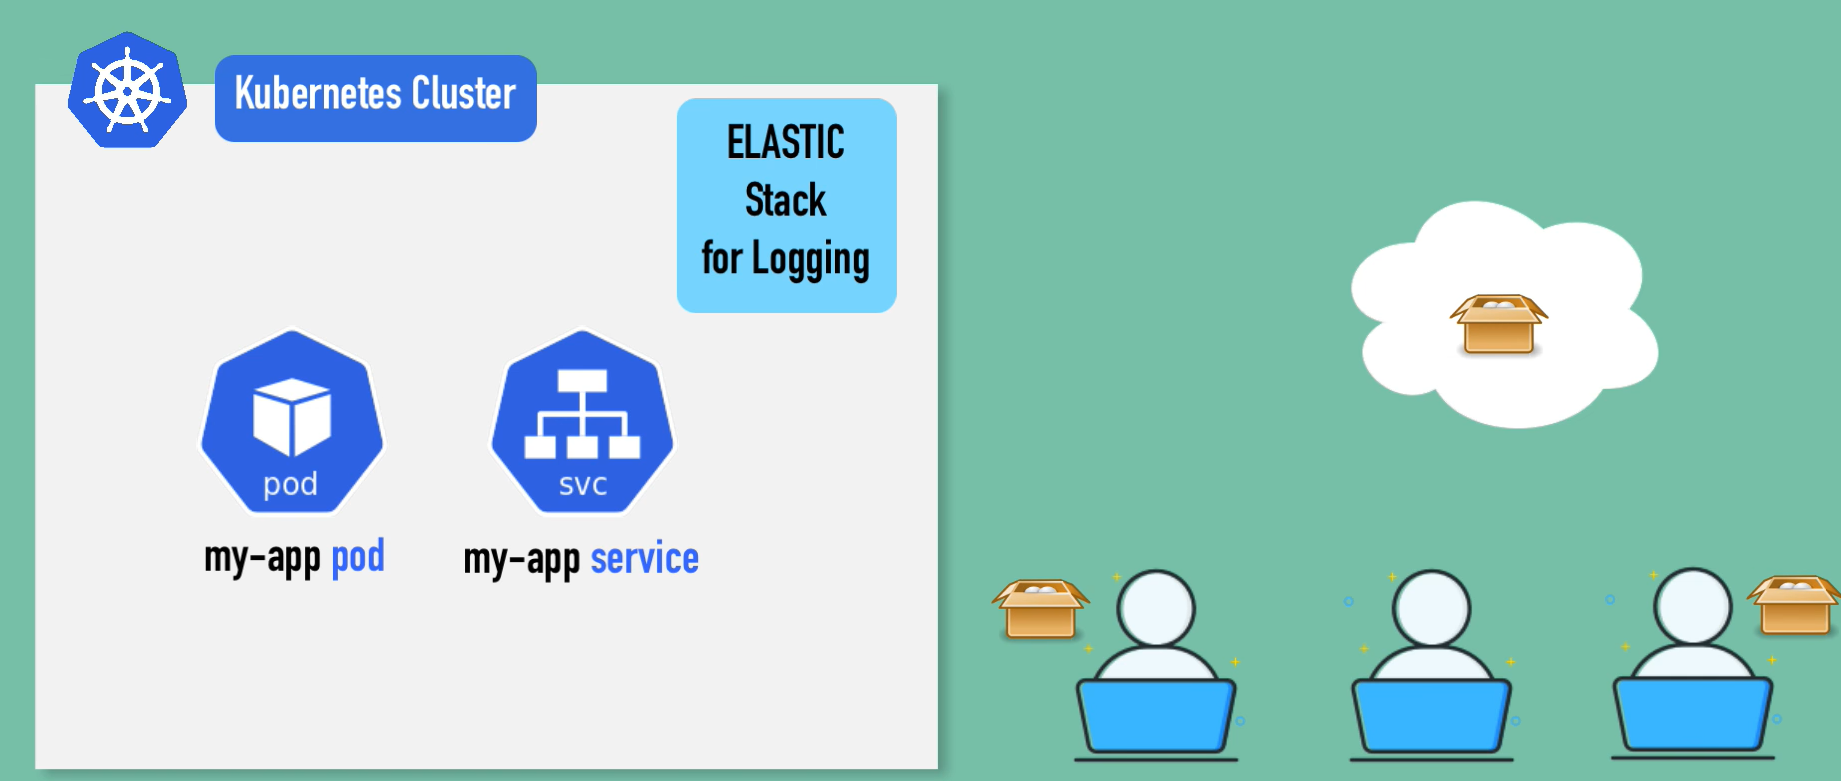 Kubernetes Cluster
ELASTIC
Stack
for Logging
pod
svc
my-app pod
my-app service